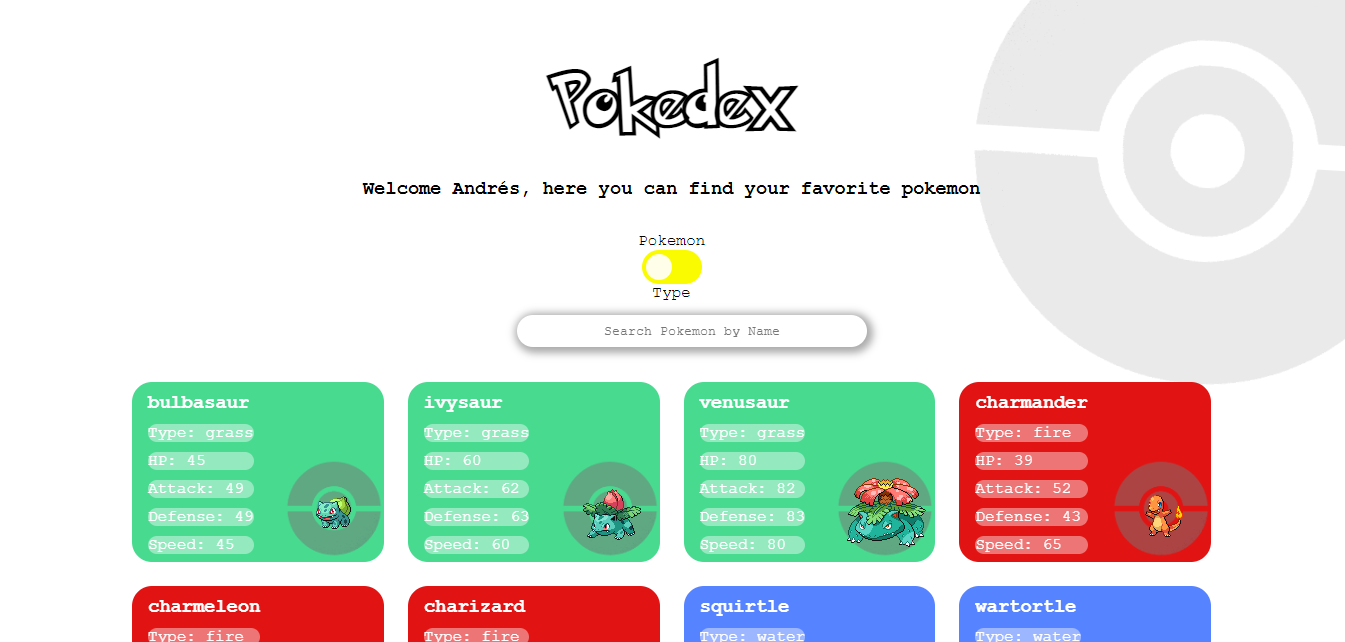 Pokedex
Welcome Andrés, here you can find your favorite pokemon
Pokemon
Type
Search Pokemon by Name
bulbasaur
Type: grass
HP: 45
Attack: 49
Defense: 49
Speed: 45
ivysaur
Type: grass
HP: 60
Attack: 62
Defense: 63
Speed: 60
venusaur
Type: grass
HP: 80
Attack: 82
Defense: 83
Speed: 80
charmander
Type: fire
HP: 39
Attack: 52
Defense: 43
Speed: 65
charmeleon
Type: fire
charizard
Type: fire
squirtle
Type: water
wartortle
Type: water